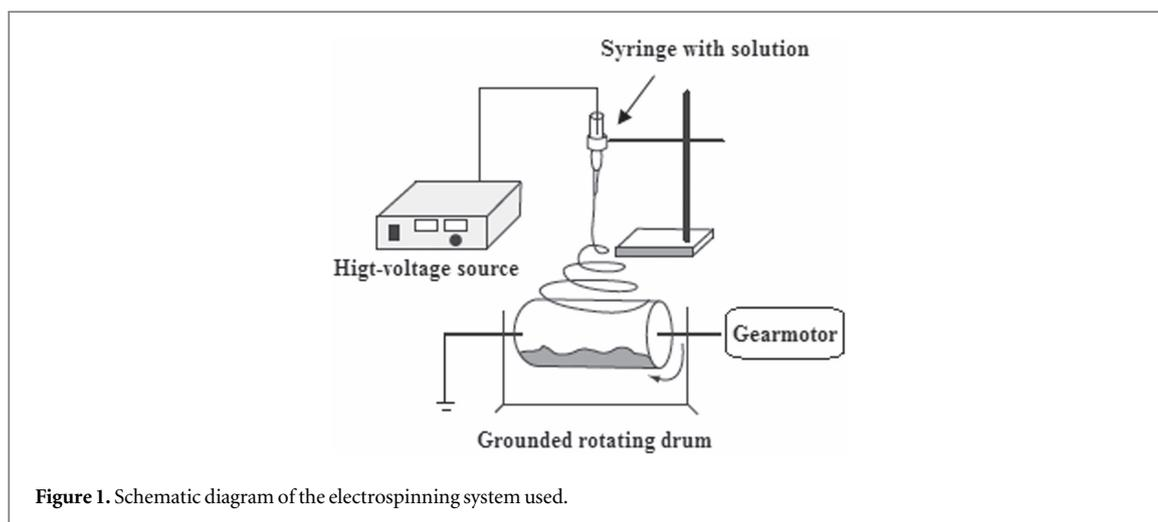 Syringe with solution
Higt-voltage source
Gearmotor
Grounded rotating drum
Figure 1. Schematic diagram of the electrospinning system used.